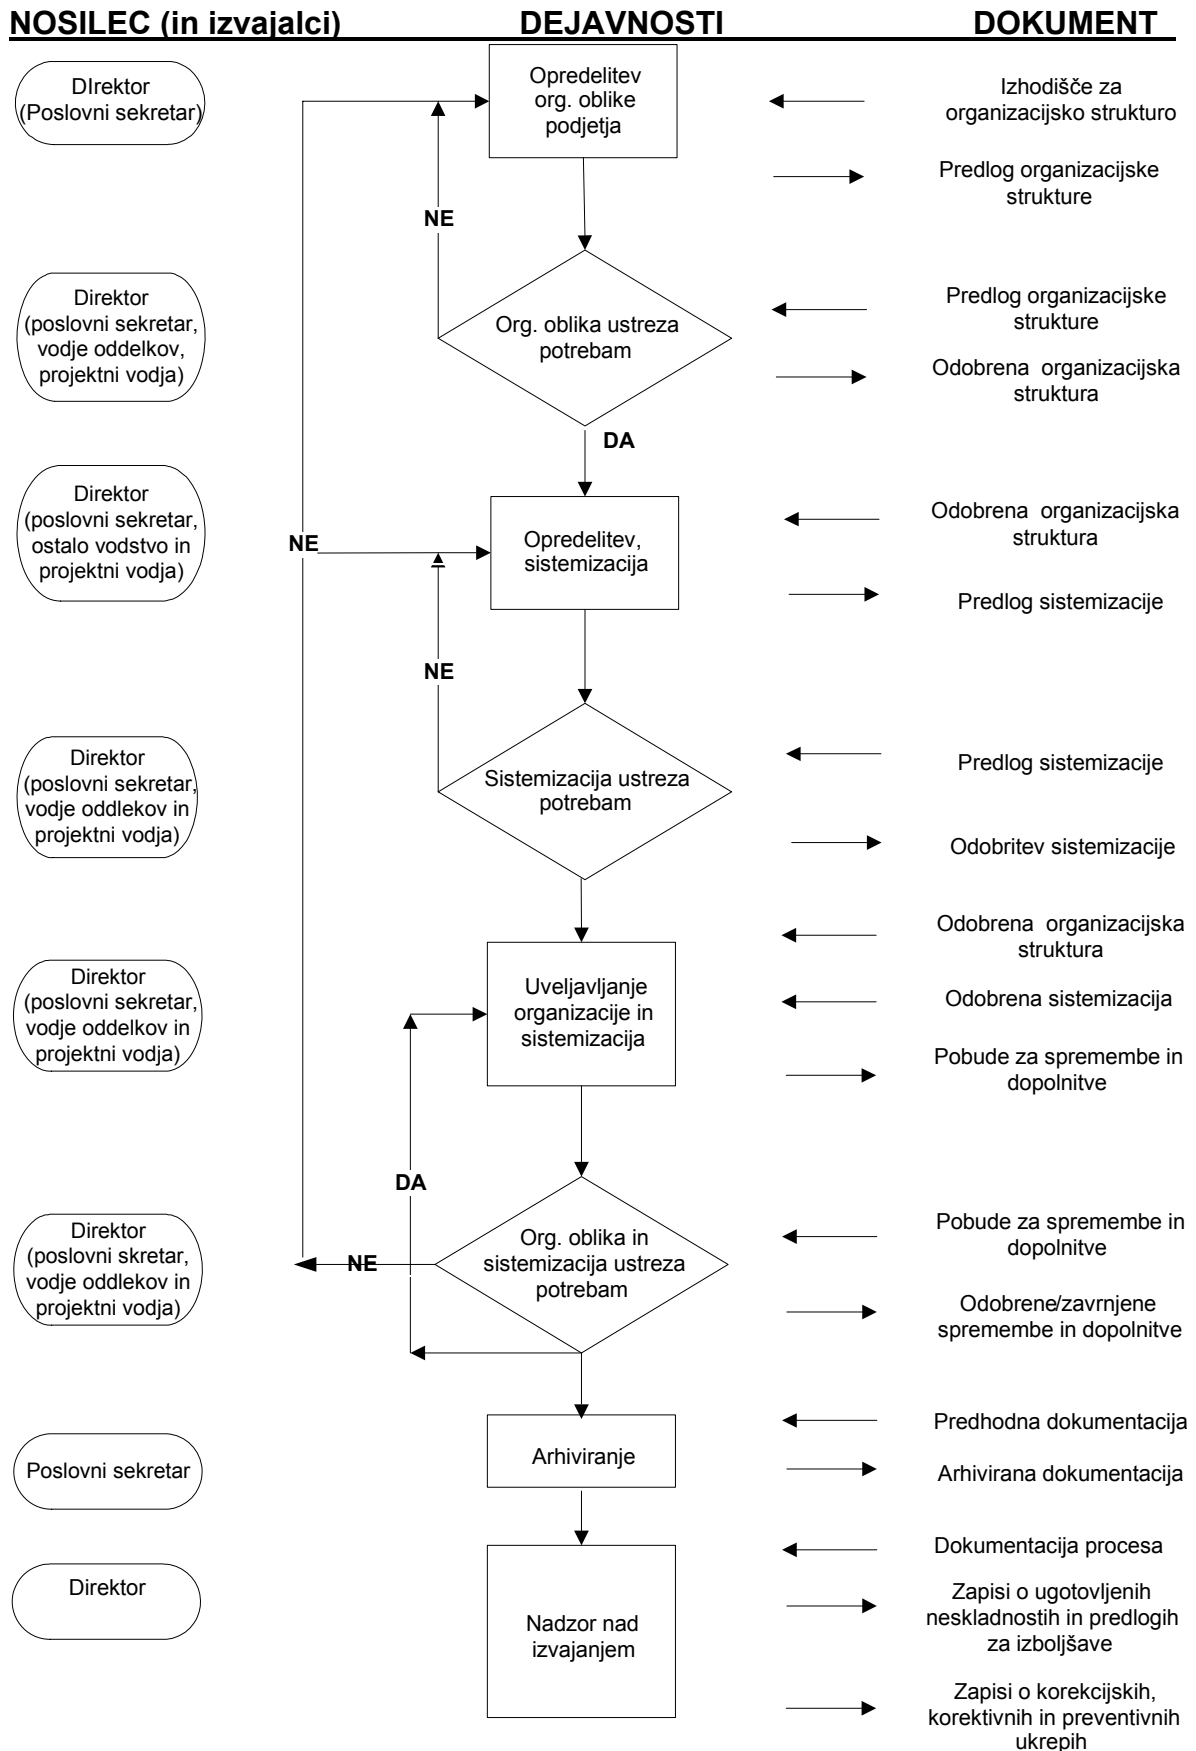 NOSILEC (in izvajalci) DEJAVNOSTI DOKUMENT
DIrektor
(Poslovni sekretar)
Opredelitev
org. oblike
podjetja
Izhodišče za
organizacijsko strukturo
Predlog organizacijske
strukture
NE
Direktor
(poslovni sekretar,
vodje oddelkov,
projektni vodja)
Org. oblika ustreza
potrebam
Predlog organizacijske
strukture
Odobrena organizacijska
struktura
DA
Direktor
(poslovni sekretar,
ostalo vodstvo in
projektni vodja)
NE
Opredelitev,
sistemizacija
Odobrena organizacijska
struktura
Predlog sistemizacije
NE
Direktor
(poslovni sekretar,
vodje oddlekov in
projektni vodja)
Sistemizacija ustreza
potrebam
Predlog sistemizacije
Odobritev sistemizacije
Direktor
(poslovni sekretar,
vodje oddelkov in
projektni vodja)
Uveljavljanje
organizacije in
sistemizacija
Odobrena organizacijska
struktura
Odobrena sistemizacija
Pobude za spremembe in
dopolnitve
DA
Direktor
(poslovni skretar,
vodje oddlekov in
projektni vodja)
NE
Org. oblika in
sistemizacija ustreza
potrebam
Pobude za spremembe in
dopolnitve
Odobrene/zavrnjene
spremembe in dopolnitve
Poslovni sekretar
Arhiviranje
Predhodna dokumentacija
Arhivirana dokumentacija
Direktor
Nadzor nad
izvajanjem
Dokumentacija procesa
Zapisi o ugotovljenih
neskladnostih in predlogih
za izboljšave
Zapisi o korekcijskih,
korektivnih in preventivnih
ukrepih